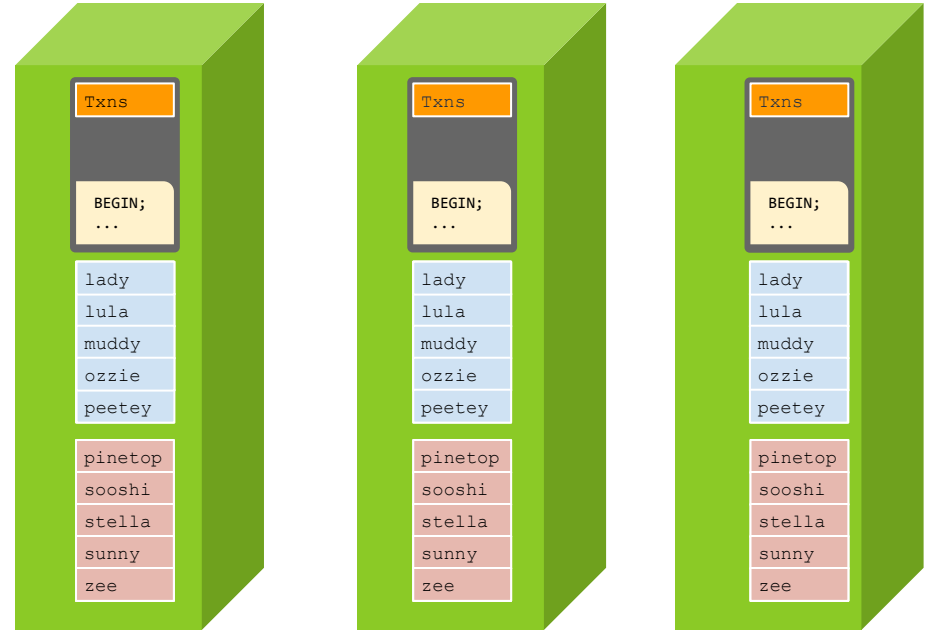 Txns
BEGIN;
...
lady
lula
muddy
ozzie
peetey
pinetop
sooshi
stella
sunny
zee
Txns
BEGIN;
...
lady
lula
muddy
ozzie
peetey
pinetop
sooshi
stella
sunny
zee
Txns
BEGIN;
...
lady
lula
muddy
ozzie
peetey
pinetop
sooshi
stella
sunny
zee